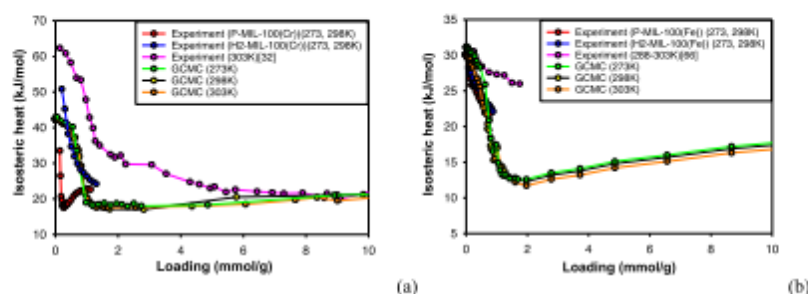 70
60
50
40
30
20
10
Isosteric heat (kJ/mol)
Experiment (P-MIL-100(Cr))(273, 298K)
Experiment (H2-MIL-100(Cr))(273, 298K)
Experiment (303K)[32]
GCMC (273K)
GCMC (298K)
GCMC (303K)
0 2 4 6 8 10
Loading (mmol/g)
(a)
35
30
25
20
15
10
5
Isosteric heat (kJ/mol)
Experiment (P-MIL-100(Fe)) (273, 298K)
Experiment (H2-MIL-100(Fe)) (273, 298K)
GCMC (273K)
GCMC (298K)
GCMC (303K)
0 2 4 6 8 10
Loading (mmol/g)
(b)